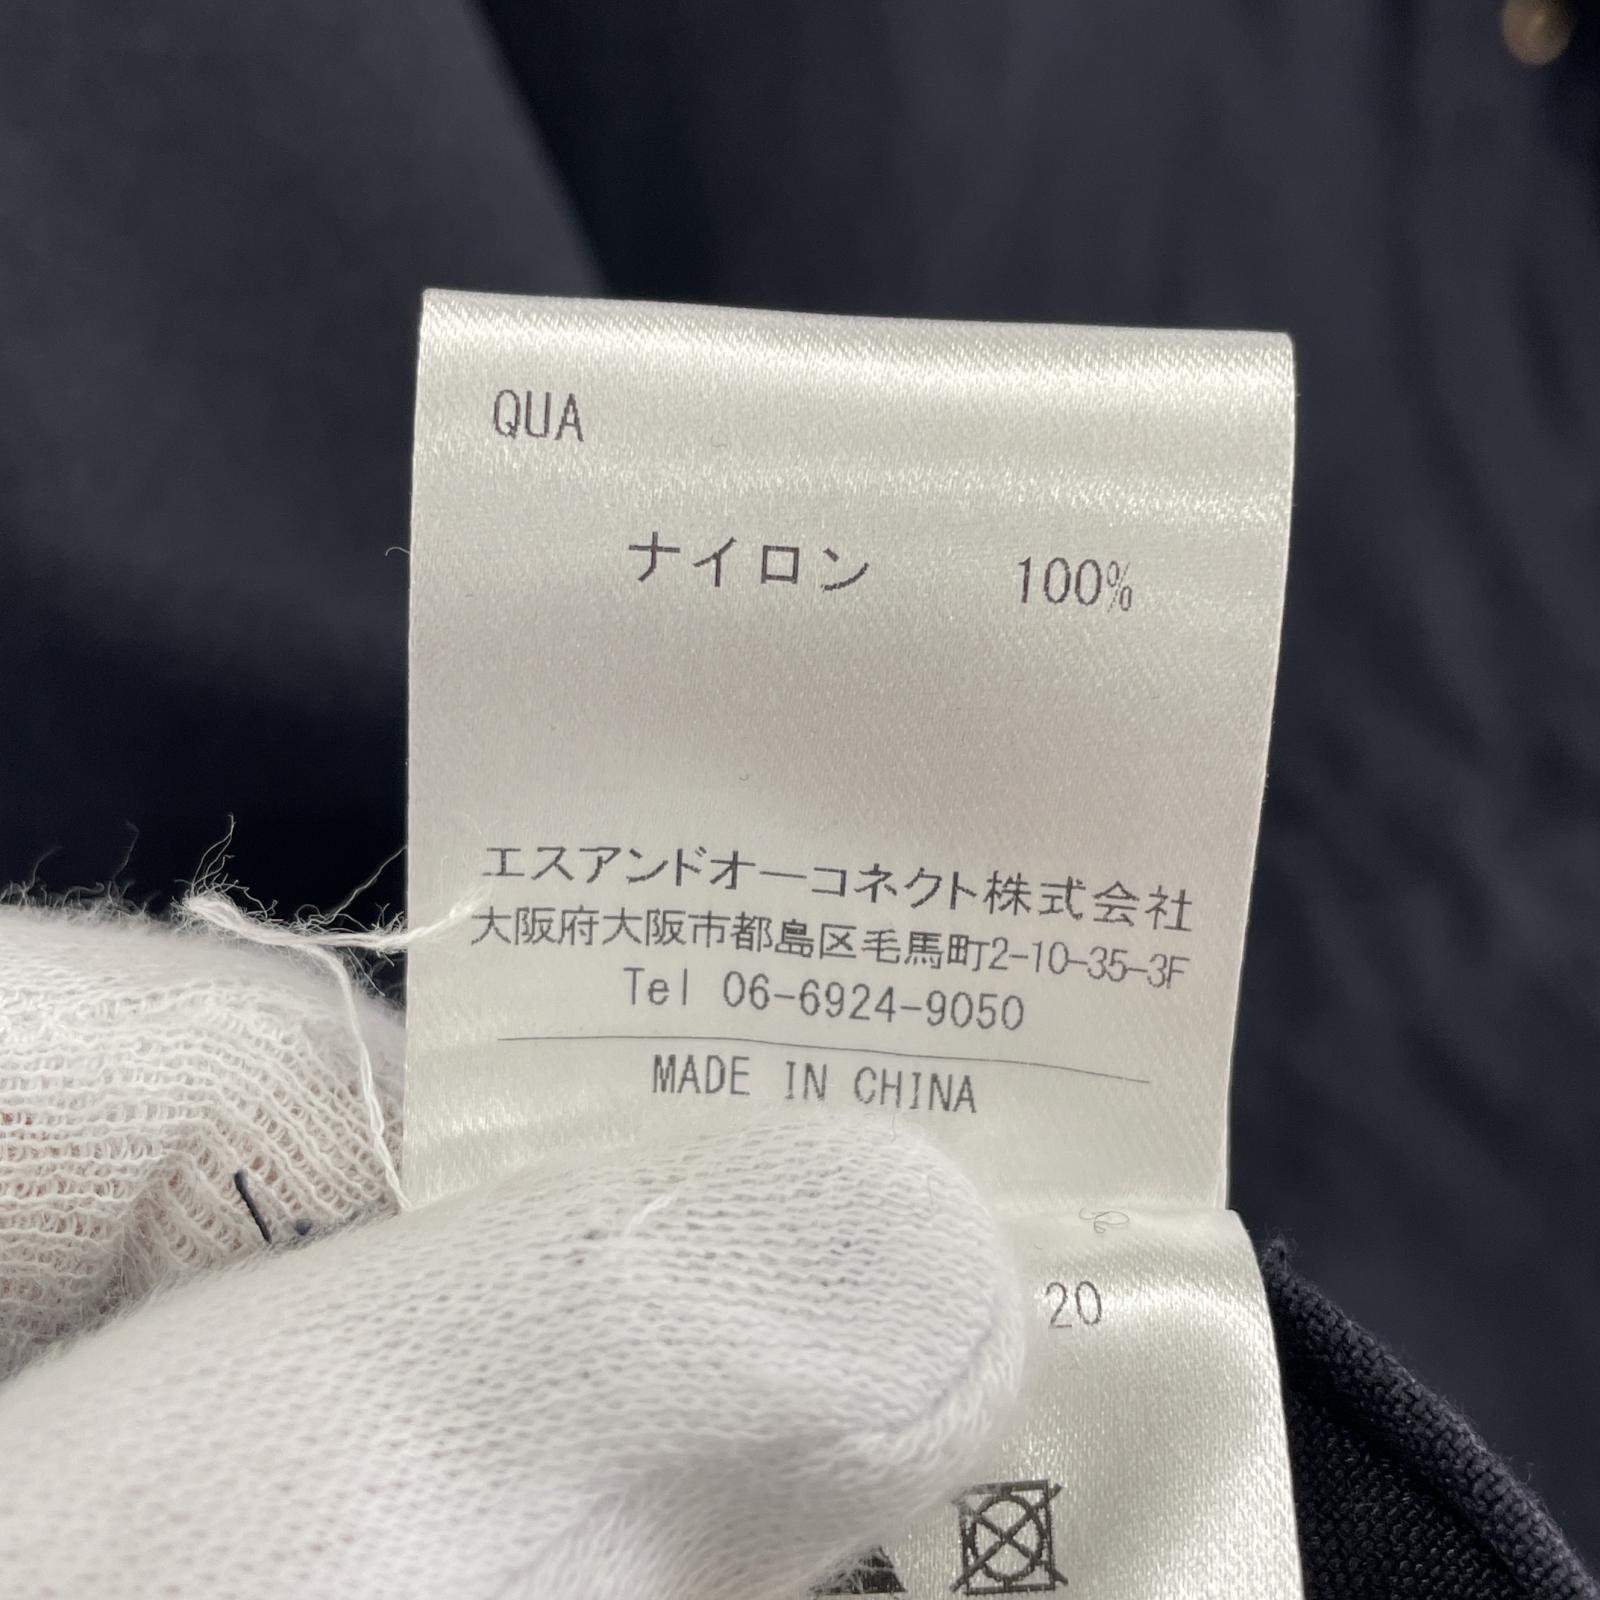 QUA
ナイロン 100%
エスアンドオーコネクト株式会社
大阪府大阪市都島区毛馬町2-10-35-3F
Tel 06-6924-9050
MADE IN CHINA
20